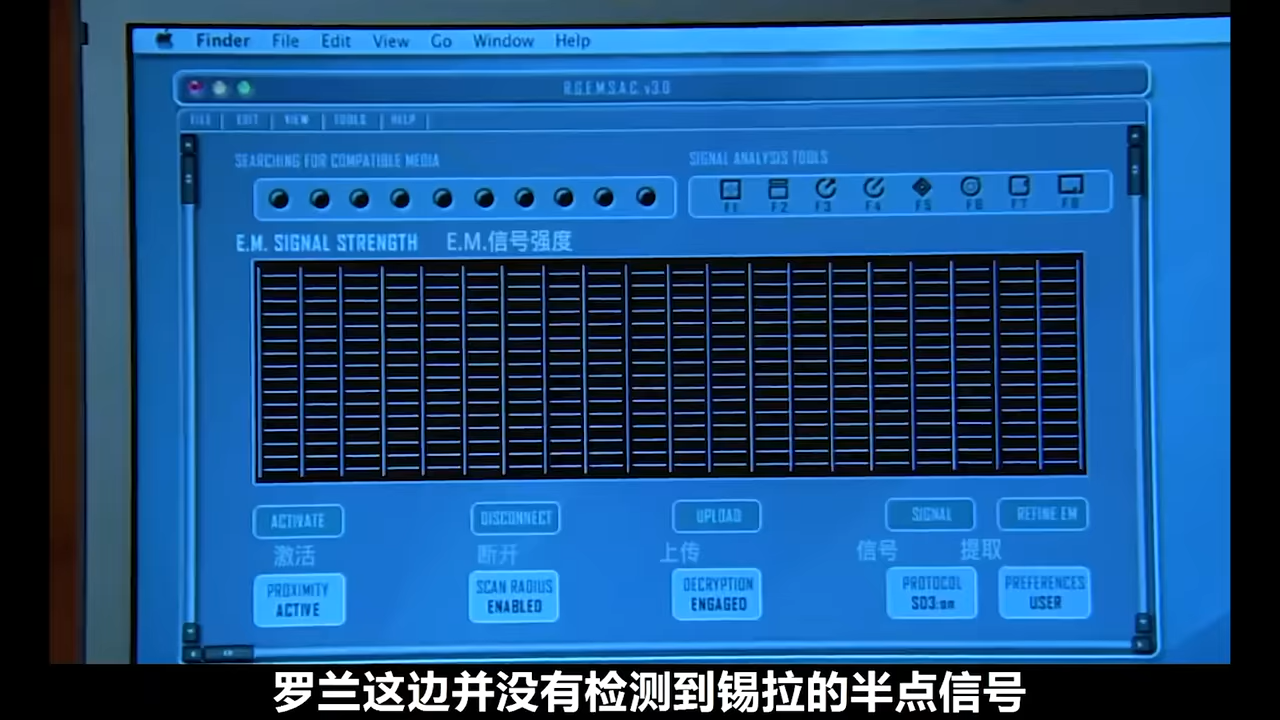 Finder File Edit View Go Window Help
R.G.E.M.S.A.C. v3.0
FILE EDIT VIEW TOOLS HELP
SEARCHING FOR COMPATIBLE MEDIA
SIGNAL ANALYSIS TOOLS
F1 F2 F3 F4 F5 F6 F7 F8
E.M. SIGNAL STRENGTH E.M.信号强度
ACTIVATE DISCONNECT UPLOAD SIGNAL REFINE EM
激活 断开 上传 信号 提取
PROXIMITY ACTIVE
SCAN RADIUS ENABLED
DECRYPTION ENGAGED
PROTOCOL
PREFERENCES USER
罗兰这边并没有检测到锡拉的半点信号